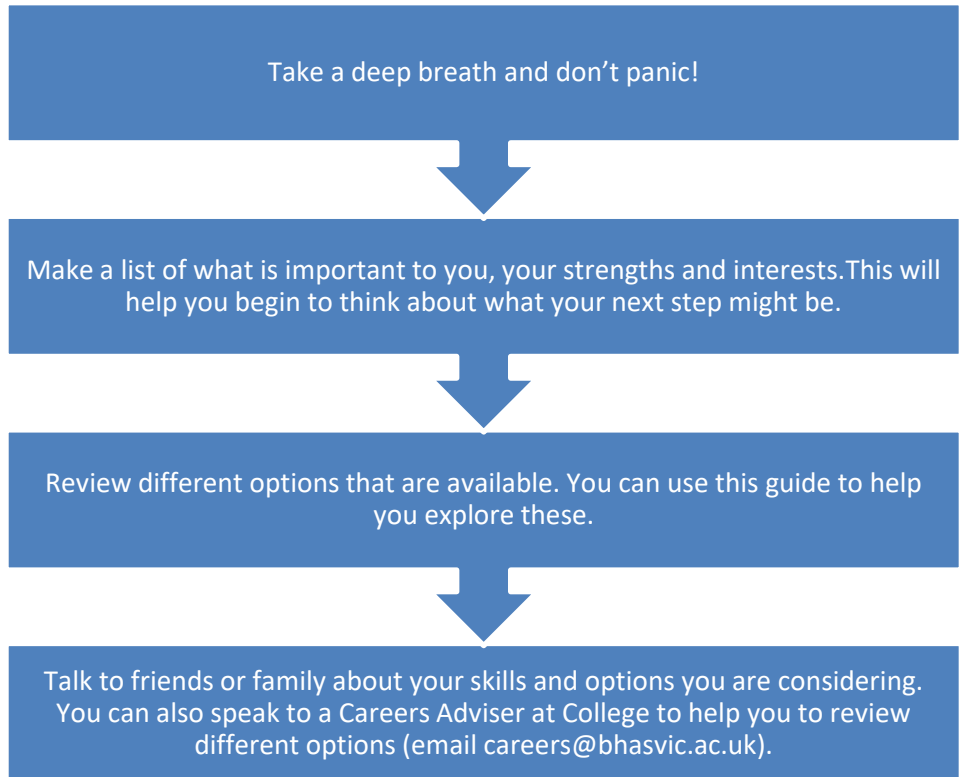 Take a deep breath and don’t panic!
Make a list of what is important to you, your strengths and interests.This will
help you begin to think about what your next step might be.
Review different options that are available. You can use this guide to help
you explore these.
Talk to friends or family about your skills and options you are considering.
You can also speak to a Careers Adviser at College to help you to review
different options (email careers@bhasvic.ac.uk).